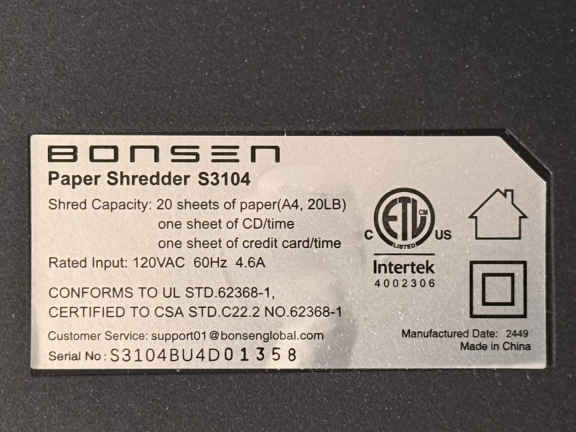 BONSEN
Paper Shredder S3104
Shred Capacity: 20 sheets of paper(A4, 20LB)
one sheet of CD/time
one sheet of credit card/time
Rated Input: 120VAC 60Hz 4.6A
CONFORMS TO UL STD.62368-1,
CERTIFIED TO CSA STD.C22.2 NO.62368-1
Customer Service: support01@bonsenglobal.com
Serial No: S3104BU4D01358
ETL CM
LISTED
C US
Intertek
4002306
Manufactured Date: 2449
Made in China